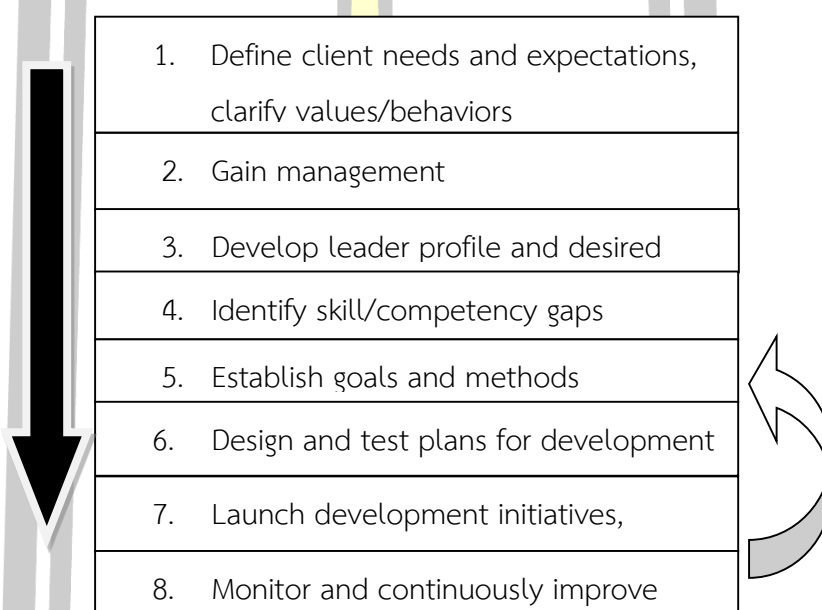 1. Define client needs and expectations,
clarify values/behaviors
2. Gain management
3. Develop leader profile and desired
4. Identify skill/competency gaps
5. Establish goals and methods
6. Design and test plans for development
7. Launch development initiatives,
8. Monitor and continuously improve